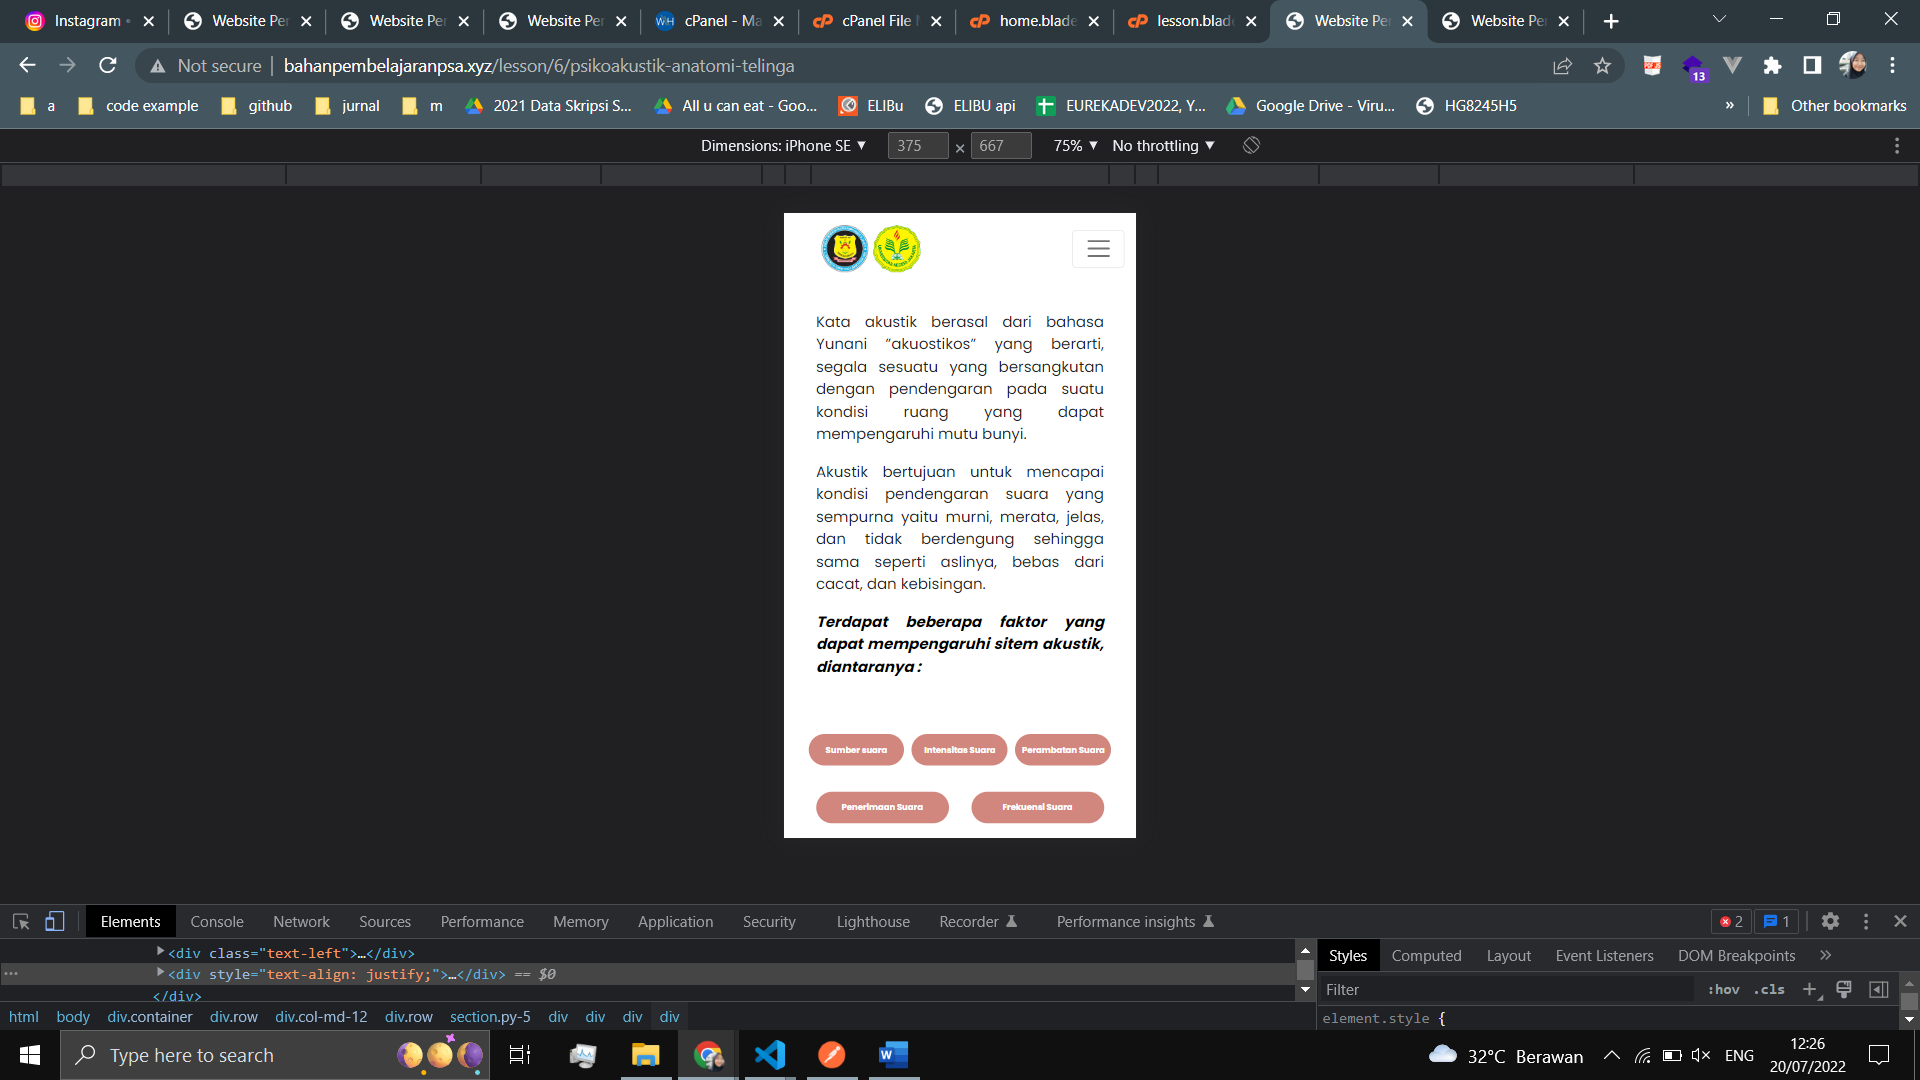 Instagram
Website Per
Website Per
Website Per
cPanel - Ma
cPanel File
home.blade
lesson.blade
Website Per
Website Per
Not secure
bahanpembelajaranpsa.xyz/lesson/6/psikoakustik-anatomi-telinga
13
a
code example
github
jurnal
m
2021 Data Skripsi S...
All u can eat - Goo...
ELIBu
ELIBU api
EUREKADEV2022, Y...
Google Drive - Viru...
HG8245H5
»
Other bookmarks
Dimensions: iPhone SE ▼ 375 × 667 75% ▼ No throttling ▼
Kata akustik berasal dari bahasa
Yunani “akuostikos” yang berarti,
segala sesuatu yang bersangkutan
dengan pendengaran pada suatu
kondisi ruang yang dapat
mempengaruhi mutu bunyi.
Akustik bertujuan untuk mencapai
kondisi pendengaran suara yang
sempurna yaitu murni, merata, jelas,
dan tidak berdengung sehingga
sama seperti aslinya, bebas dari
cacat, dan kebisingan.
Terdapat beberapa faktor yang
dapat mempengaruhi sitem akustik,
diantaranya :
Sumber suara
Intensitas Suara
Perambatan Suara
Penerimaan Suara
Frekuensi Suara
Elements Console Network Sources Performance Memory Application Security Lighthouse Recorder Performance insights 2 1
<div class="text-left">…</div>
<div style="text-align: justify;">…</div> == $0
</div>
html body div.container div.row div.col-md-12 div.row section.py-5 div div div div
Styles Computed Layout Event Listeners DOM Breakpoints »
Filter :hov .cls
element.style {
Type here to search
32°C Berawan
ENG
12:26
20/07/2022